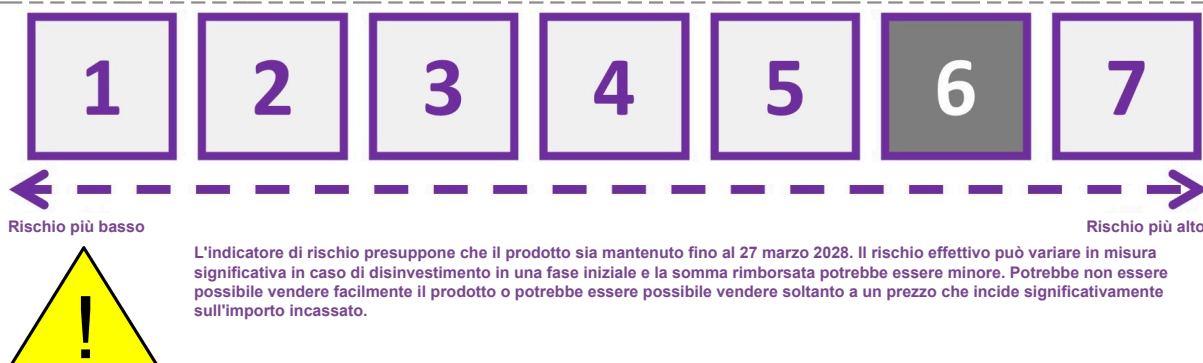 1 2 3 4 5 6 7
Rischio più basso Rischio più alto
L'indicatore di rischio presuppone che il prodotto sia mantenuto fino al 27 marzo 2028. Il rischio effettivo può variare in misura
significativa in caso di disinvestimento in una fase iniziale e la somma rimborsata potrebbe essere minore. Potrebbe non essere
possibile vendere facilmente il prodotto o potrebbe essere possibile vendere soltanto a un prezzo che incide significativamente
sull'importo incassato.
!